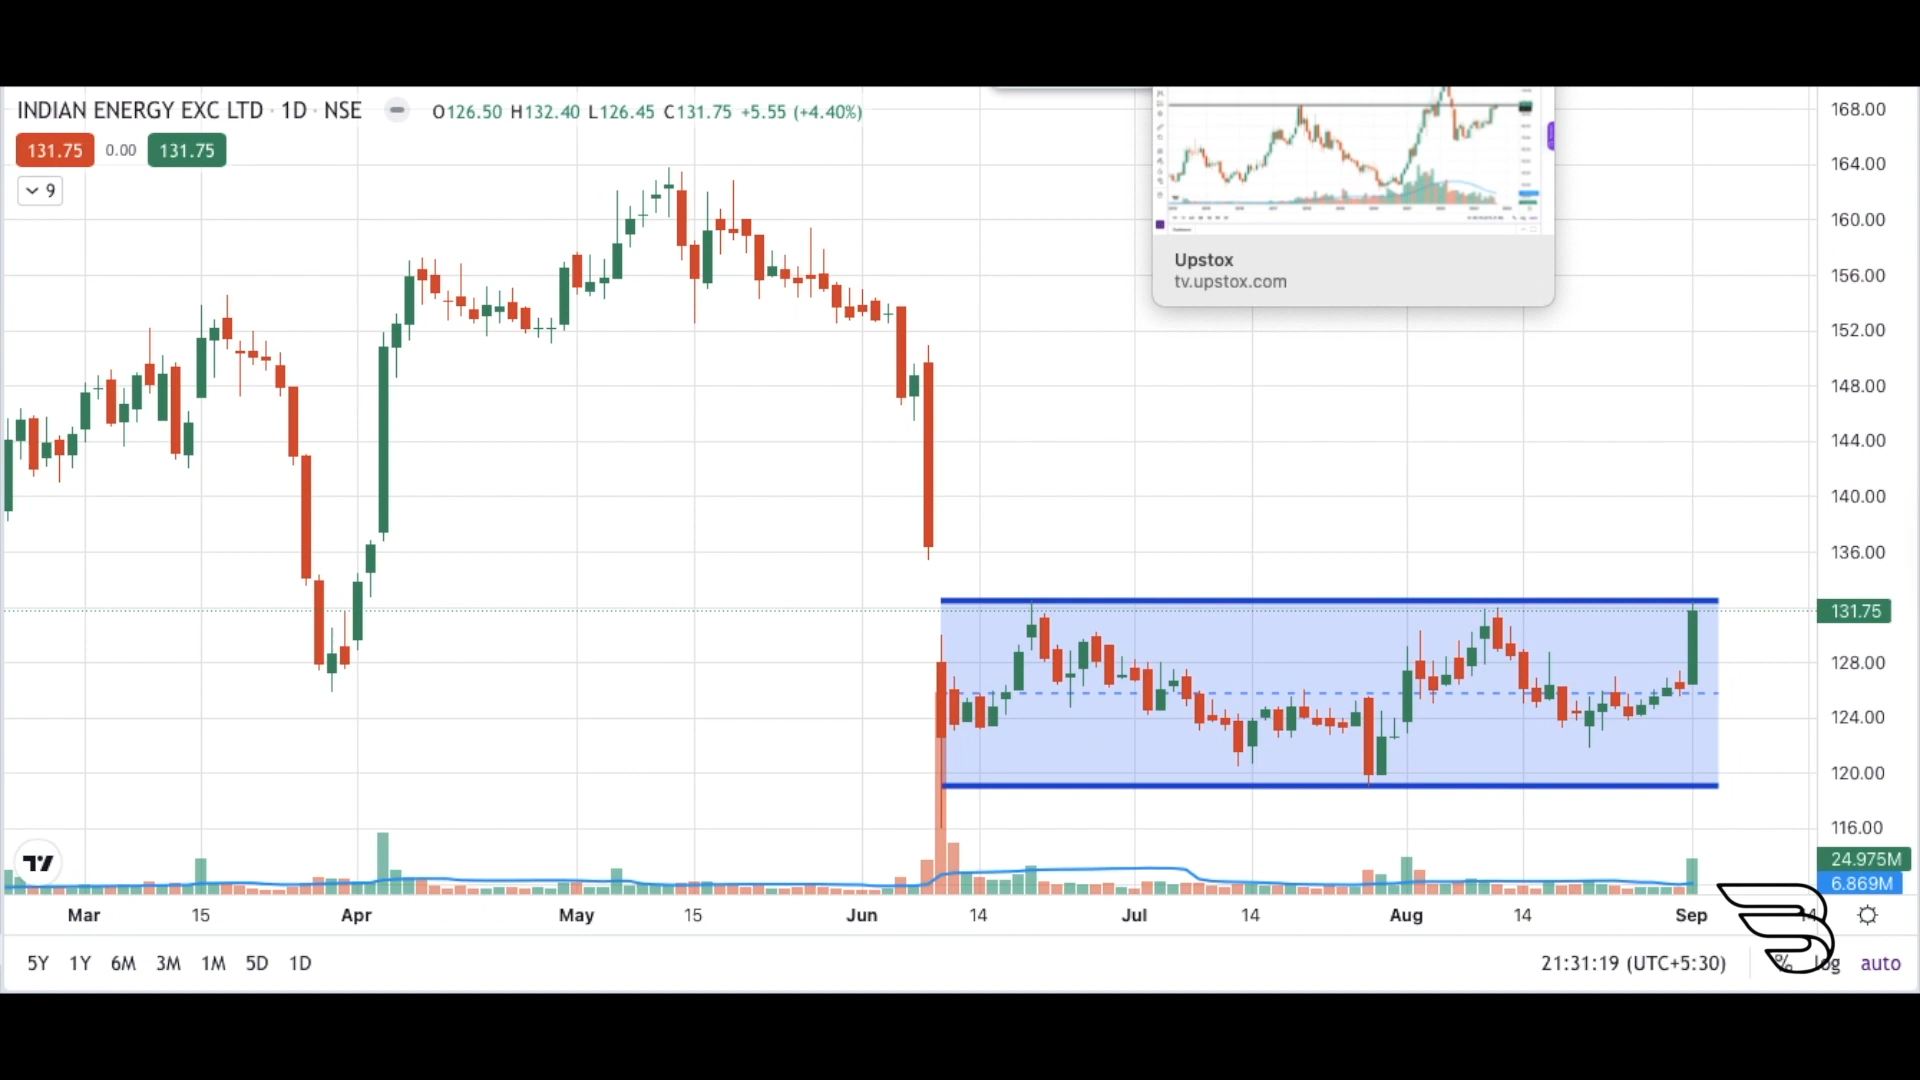 INDIAN ENERGY EXC LTD · 1D · NSE O126.50 H132.40 L126.45 C131.75 +5.55 (+4.40%)
131.75 0.00 131.75
9
Upstox
tv.upstox.com
168.00
164.00
160.00
156.00
152.00
148.00
144.00
140.00
136.00
131.75
128.00
124.00
120.00
116.00
24.975M
6.869M
Mar 15 Apr May 15 Jun 14 Jul 14 Aug 14 Sep 14
5Y 1Y 6M 3M 1M 5D 1D 21:31:19 (UTC+5:30) % log auto